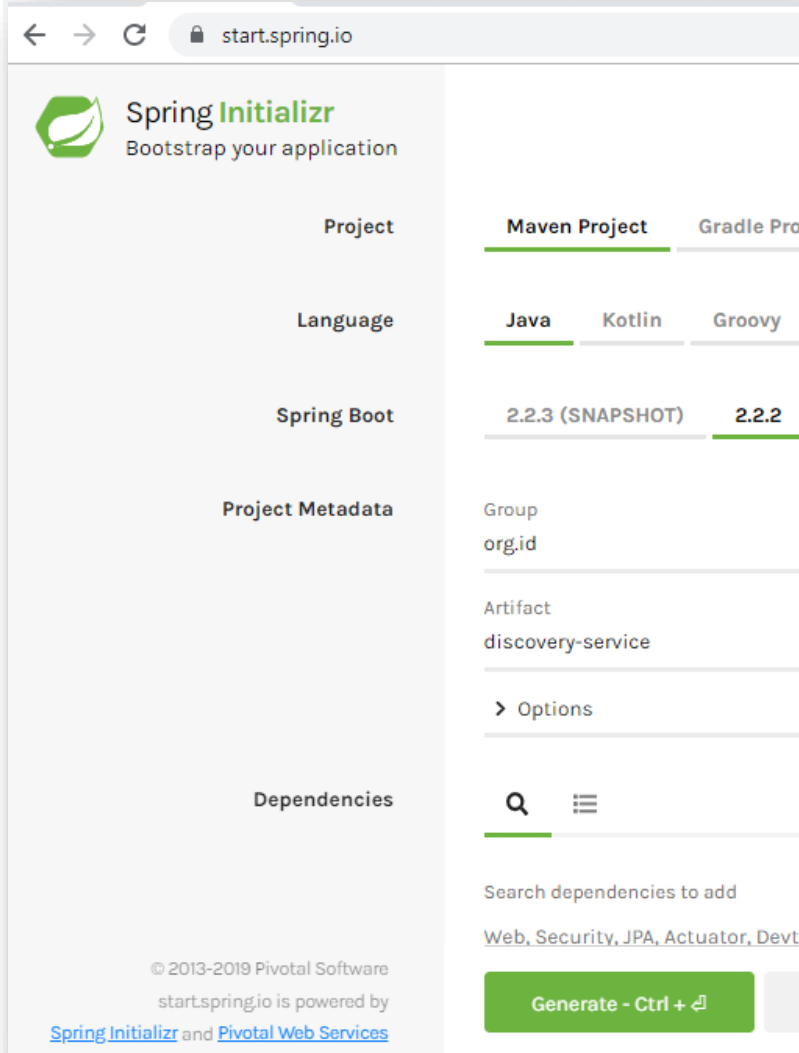 start.spring.io
Spring Initializr
Bootstrap your application
Project
Maven Project Gradle Pro
Language
Java Kotlin Groovy
Spring Boot
2.2.3 (SNAPSHOT) 2.2.2
Project Metadata
Group
org.id
Artifact
discovery-service
Options
Dependencies
Search dependencies to add
Web, Security, JPA, Actuator, Devt
© 2013-2019 Pivotal Software
start.spring.io is powered by
Spring Initializr and Pivotal Web Services
Generate - Ctrl + ⏎